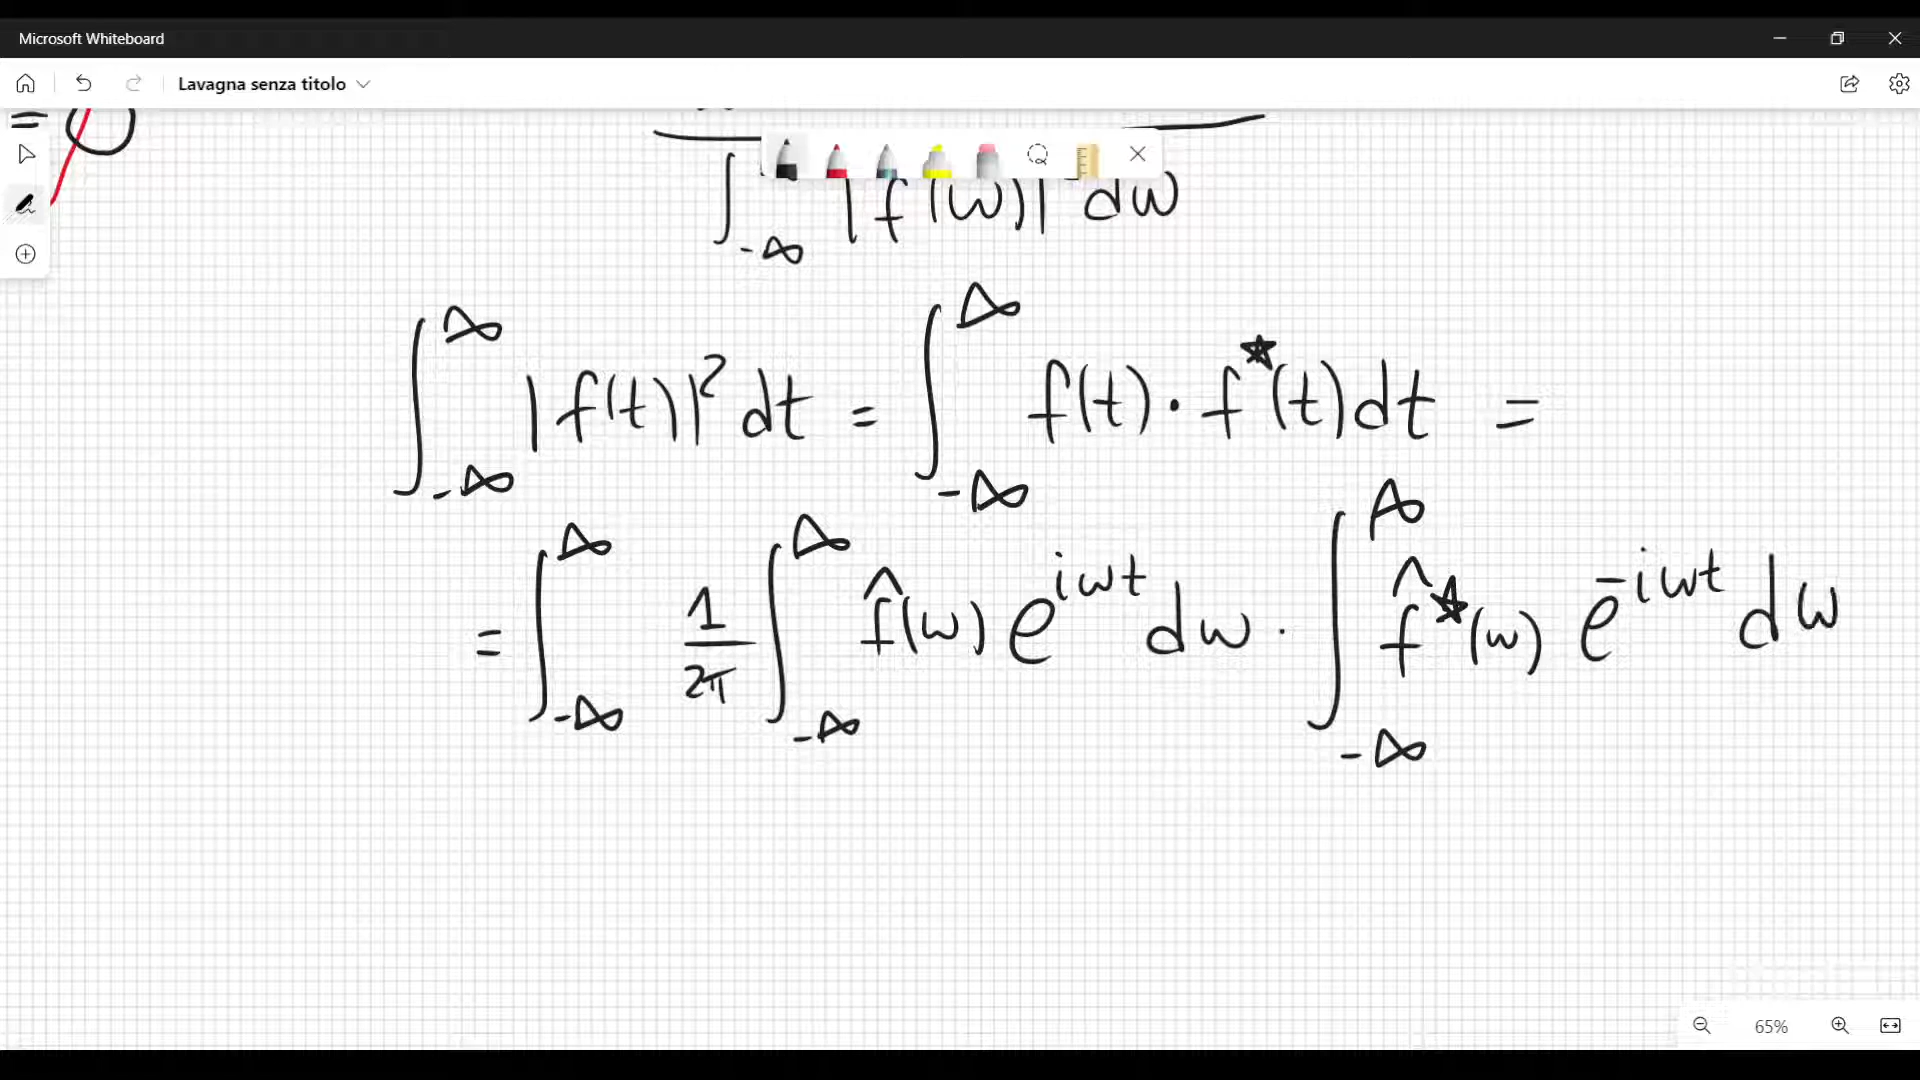 Microsoft Whiteboard
Lavagna senza titolo
=
∫_{-∞} |f(ω)| dω
∫_{-∞}^{∞} |f(t)|² dt = ∫_{-∞}^{∞} f(t) · f*(t) dt =
= ∫_{-∞}^{∞} 1/2π ∫_{-∞}^{∞} f̂(ω) e^{iωt} dω · ∫_{-∞}^{∞} f̂*(ω) e^{-iωt} dω
65%